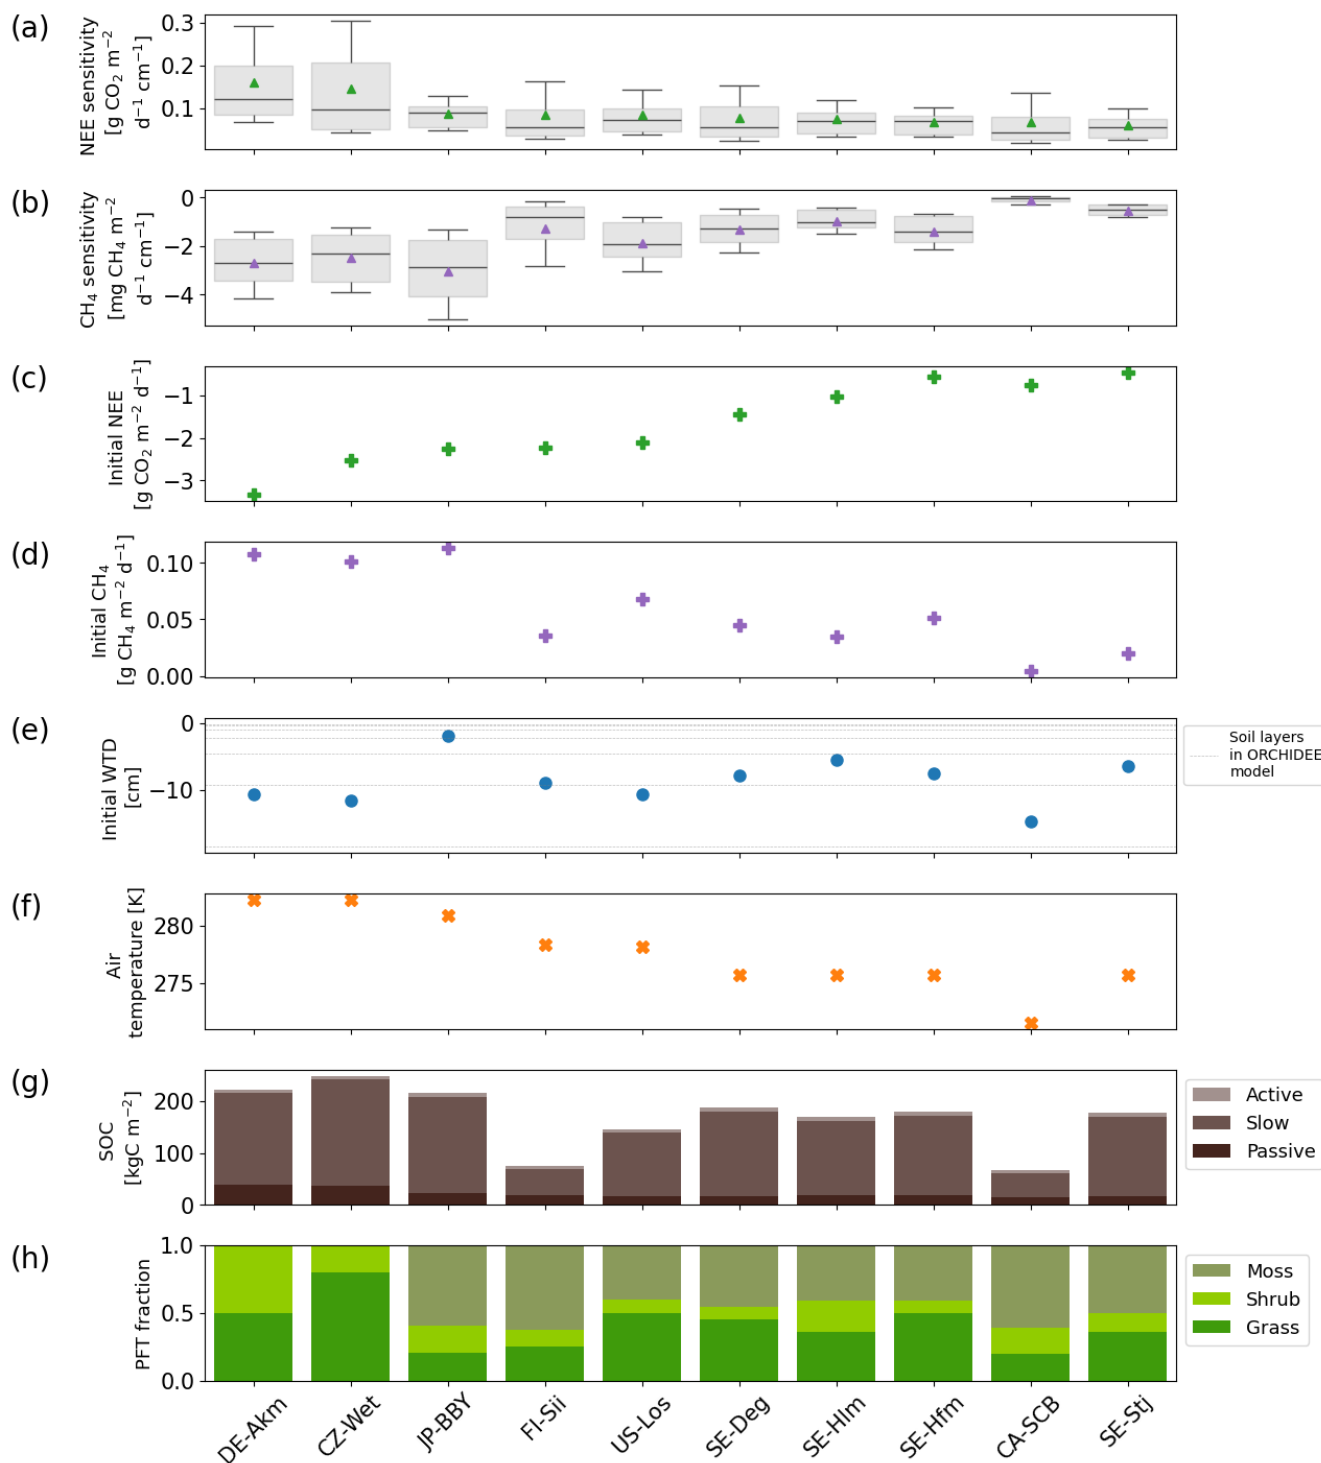 (a)
NEE sensitivity
[g CO₂ m⁻²
d⁻¹ cm⁻¹]
0.3
0.2
0.1
(b)
CH₄ sensitivity
[mg CH₄ m⁻²
d⁻¹ cm⁻¹]
0
−2
−4
(c)
Initial NEE
[g CO₂ m⁻² d⁻¹]
−1
−2
−3
(d)
Initial CH₄
[g CH₄ m⁻² d⁻¹]
0.10
0.05
0.00
(e)
Initial WTD
[cm]
0
−10
Soil layers
in ORCHIDEE
model
(f)
Air
temperature [K]
280
275
(g)
SOC
[kgC m⁻²]
200
100
0
Active
Slow
Passive
(h)
PFT fraction
1.0
0.5
0.0
Moss
Shrub
Grass
DE-Akm
CZ-Wet
JP-BBY
FI-Sii
US-Los
SE-Deg
SE-Hlm
SE-Hfm
CA-SCB
SE-Stj